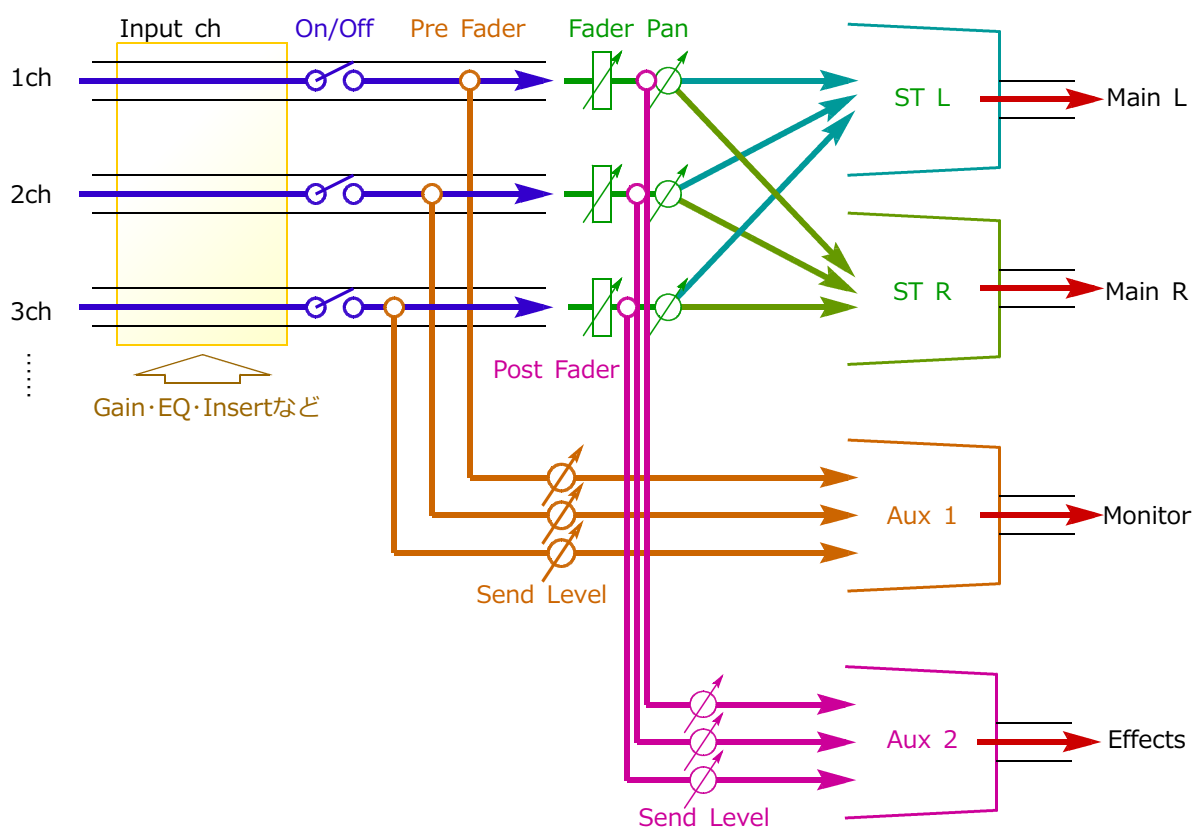 Input ch
On/Off
Pre Fader
Fader Pan
1ch
ST L
Main L
2ch
ST R
Main R
3ch
Post Fader
Gain・EQ・Insertなど
Aux 1
Monitor
Send Level
Aux 2
Effects
Send Level